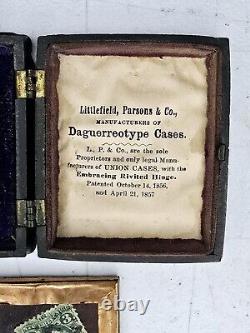 Littlefield, Parsons & Co.,
MANUFACTURERS OF
Daguerreotype Cases.
L., P. & Co., are the sole
Proprietors and only legal Manu-
facturers of UNION CASES, with the
Embracing Rivited Hinge.
Patented October 14, 1856,
and April 21, 1857
3